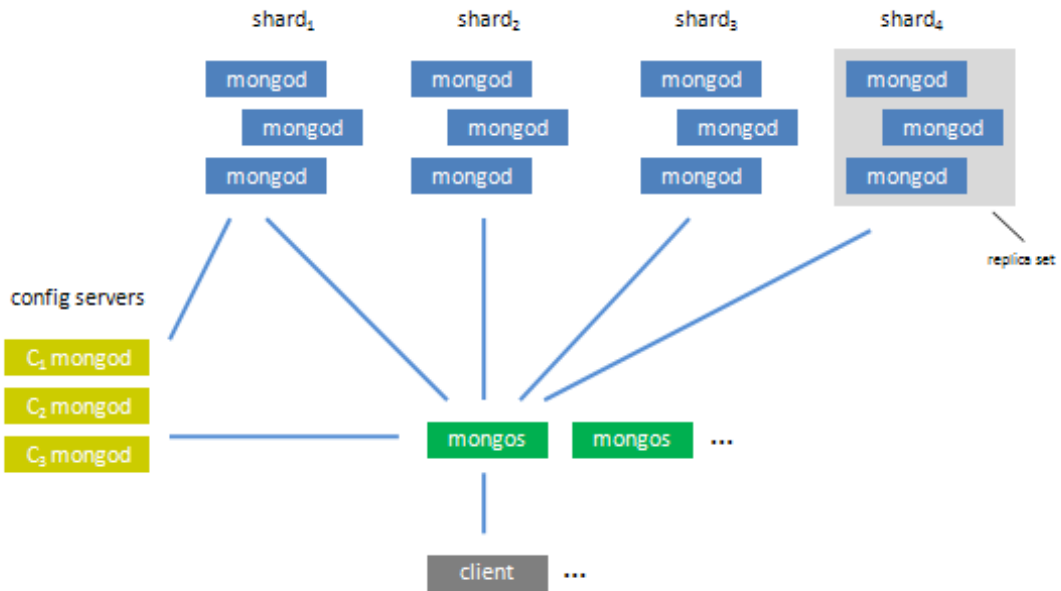 shard₁ shard₂ shard₃ shard₄
mongod mongod mongod mongod
mongod mongod mongod mongod
mongod mongod mongod mongod
replica set
config servers
C₁ mongod
C₂ mongod
C₃ mongod
mongos mongos ...
client ...